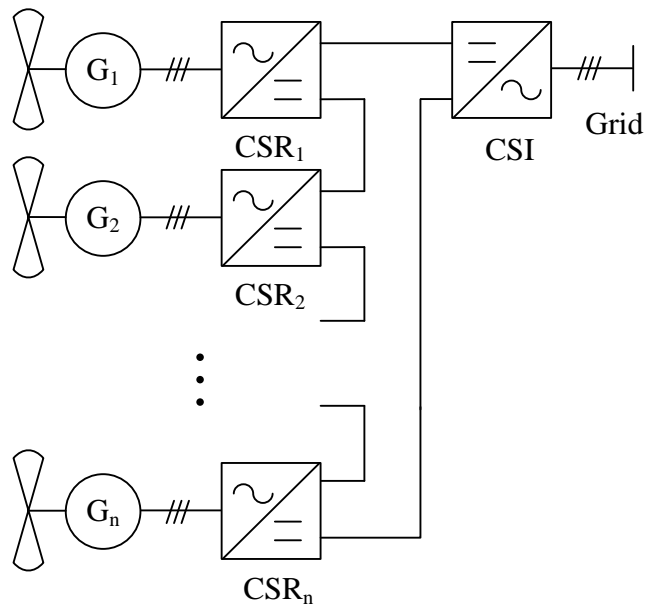 G₁
CSR₁
CSI
Grid
G₂
CSR₂
Gₙ
CSRₙ